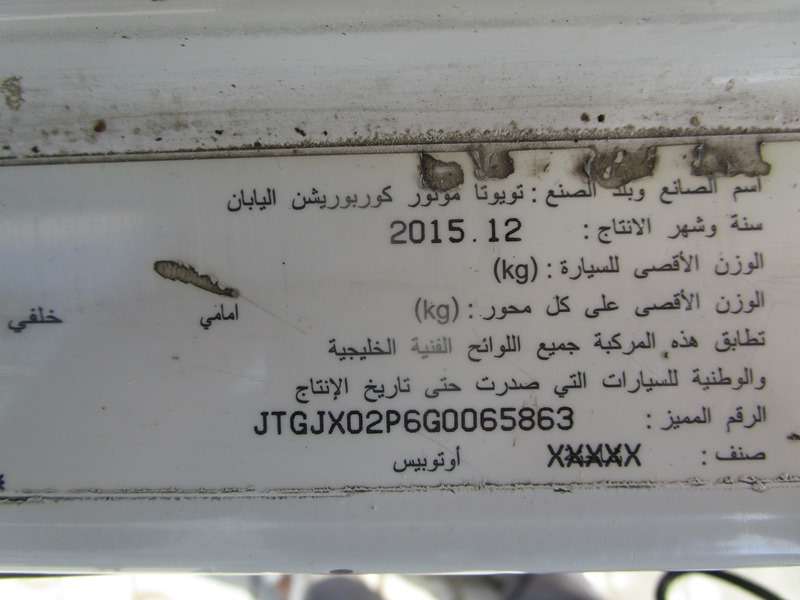 اسم الصانع وبلد الصنع : تويوتا موتور كوربوريشن اليابان
سنة وشهر الانتاج : 2015.12
الوزن الأقصى للسيارة : (kg)
الوزن الأقصى على كل محور : (kg) امامي خلفي
تطابق هذه المركبة جميع اللوائح الفنية الخليجية
والوطنية للسيارات التي صدرت حتى تاريخ الإنتاج
الرقم المميز : JTGJX02P6G0065863
صنف : XXXXX أوتوبيس